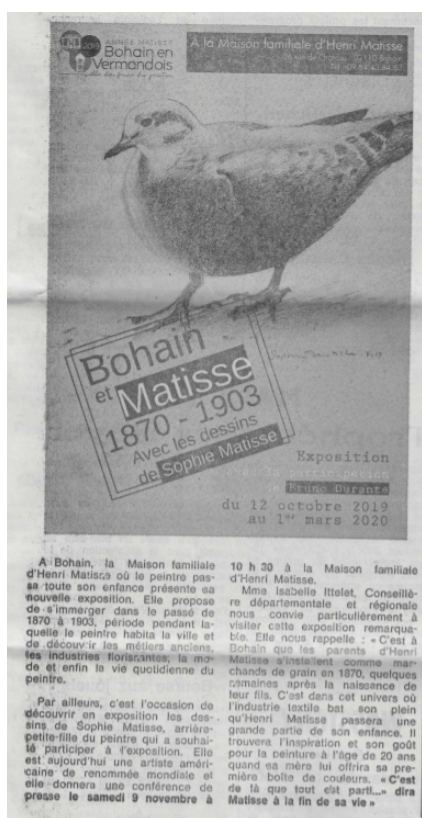 ANNÉE MATISSE
2019
Bohain en
Vermandois
A la Maison familiale d'Henri Matisse
Bohain
et Matisse
1870 - 1903
Avec les dessins
de Sophie Matisse
Exposition
avec la participation
de Bruno Durante
du 12 octobre 2019
au 1er mars 2020
A Bohain, la Maison familiale
d'Henri Matisse où le peintre pas-
sa toute son enfance présente sa
nouvelle exposition. Elle propose
de s'immerger dans le passé de
1870 à 1903, période pendant la-
quelle le peintre habita la ville et
de découvrir les métiers anciens,
les industries florissantes, la mo-
de et enfin la vie quotidienne du
peintre.
Par ailleurs, c'est l'occasion de
découvrir en exposition les des-
sins de Sophie Matisse, arrière-
petite-fille du peintre qui a souhai-
té participer à l'exposition. Elle
est aujourd'hui une artiste améri-
caine de renommée mondiale et
elle donnera une conférence de
presse le samedi 9 novembre à
10 h 30 à la Maison familiale
d'Henri Matisse.
Mme Isabelle Ittelet, Conseillè-
re départementale et régionale
nous convie particulièrement à
visiter cette exposition remarqua-
ble. Elle nous rappelle : « C'est à
Bohain que les parents d'Henri
Matisse s'installent comme mar-
chands de grain en 1870, quelques
semaines après la naissance de
leur fils. C'est dans cet univers où
l'industrie textile bat son plein
qu'Henri Matisse passera une
grande partie de son enfance. Il
trouvera l'inspiration et son goût
pour la peinture à l'âge de 20 ans
quand sa mère lui offrira sa pre-
mière boîte de couleurs. « C'est
de là que tout est parti... » dira
Matisse à la fin de sa vie »